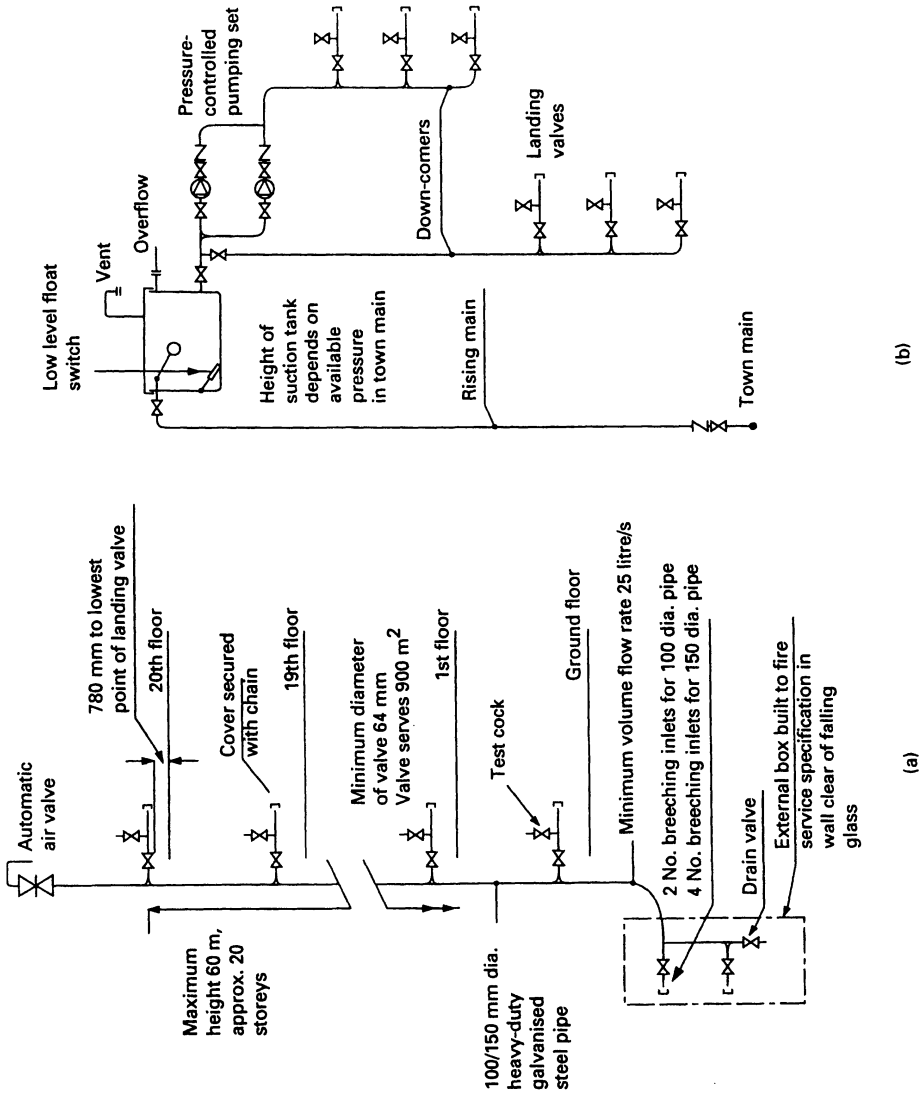 Automatic
air valve
780 mm to lowest
point of landing valve
20th floor
Cover secured
with chain
19th floor
Maximum
height 60 m,
approx. 20
storeys
Minimum diameter
of valve 64 mm
Valve serves 900 m²
1st floor
Test cock
Ground floor
100/150 mm dia.
heavy-duty
galvanised
steel pipe
Minimum volume flow rate 25 litre/s
2 No. breeching inlets for 100 dia. pipe
4 No. breeching inlets for 150 dia. pipe
Drain valve
External box built to fire
service specification in
wall clear of falling
glass
(a)
Low level float
switch
Vent
Overflow
Pressure-
controlled
pumping set
Height of
suction tank
depends on
available
pressure
in town main
Down-comers
Landing
valves
Rising main
Town main
(b)